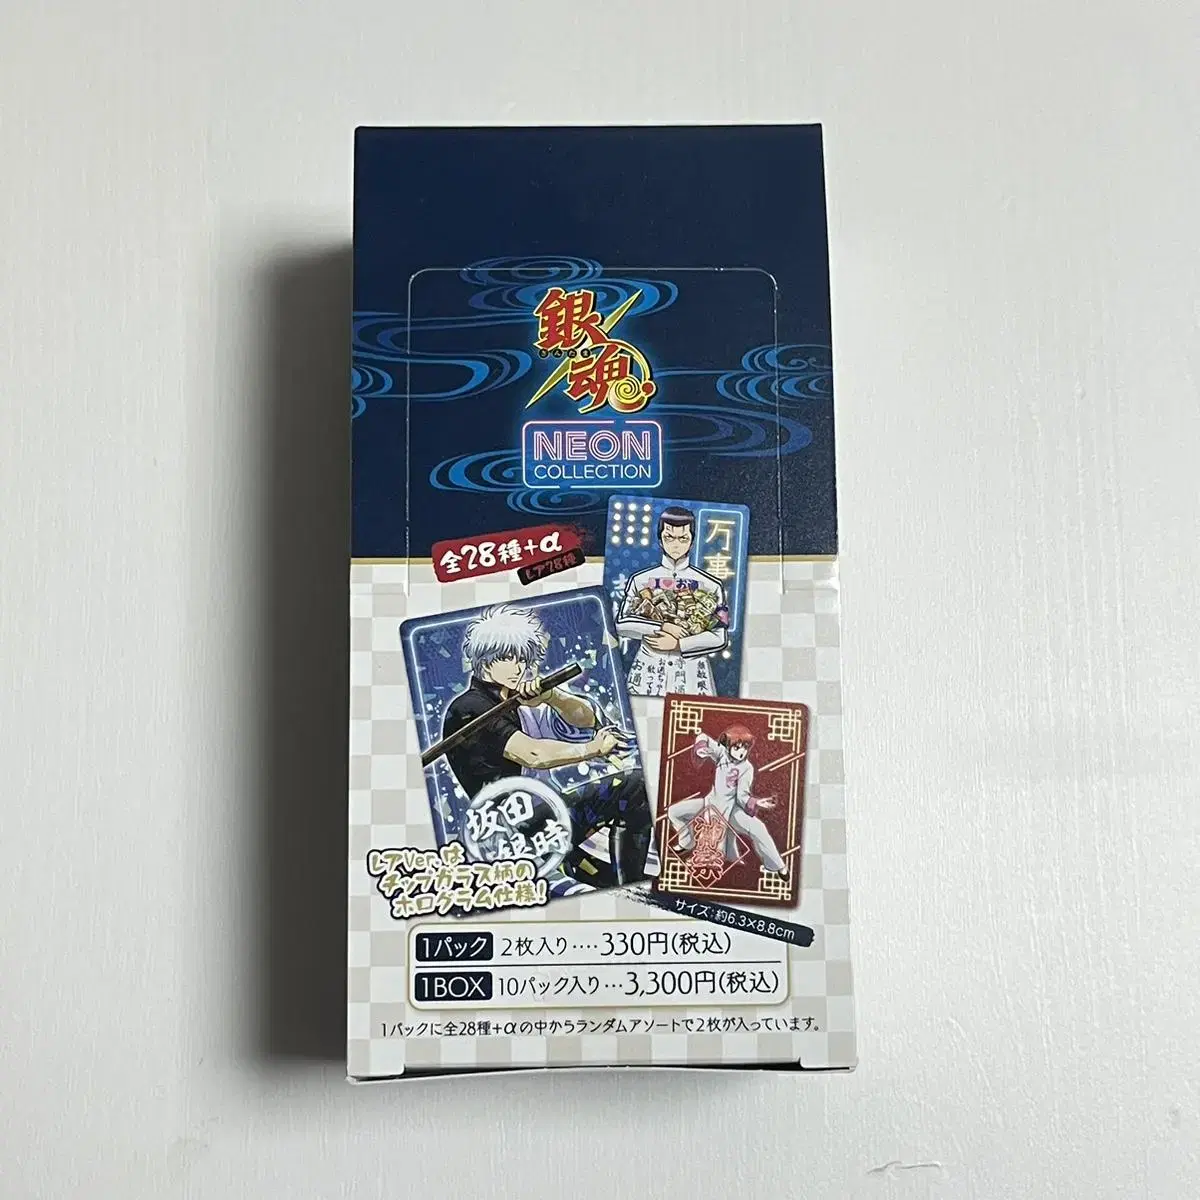 銀魂
ぎんたま
NEON
COLLECTION
全28種+α
レア28種
万事
I ♥ お通
坂田
銀時
神楽
レアVer.は
チップガラス柄の
ホログラム仕様!
サイズ:約6.3×8.8cm
1パック 2枚入り‥‥330円(税込)
1BOX 10パック入り…3,300円(税込)
1パックに全28種+αの中からランダムアソートで2枚が入っています。